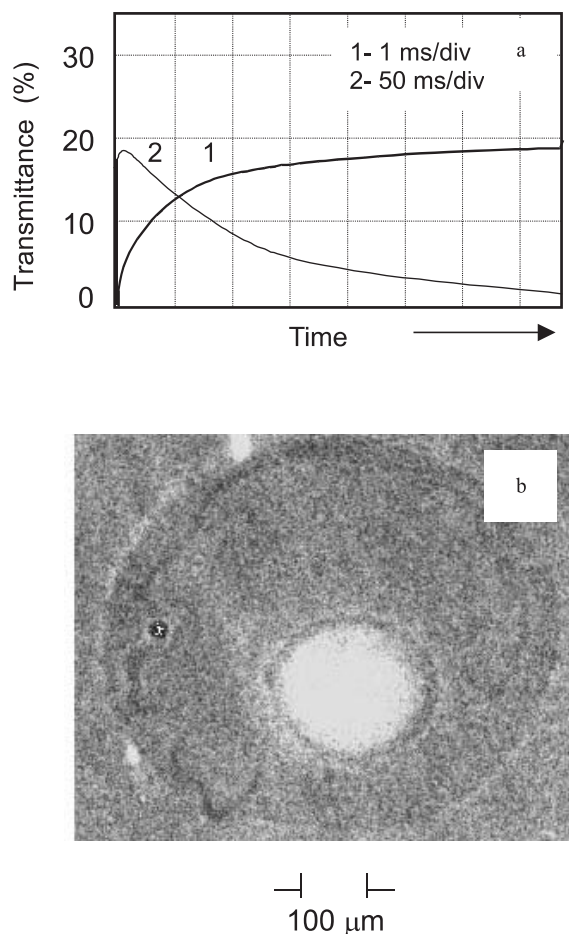 30
20
10
0
Transmittance (%)
1- 1 ms/div
2- 50 ms/div
a
2
1
Time
b
100 μm